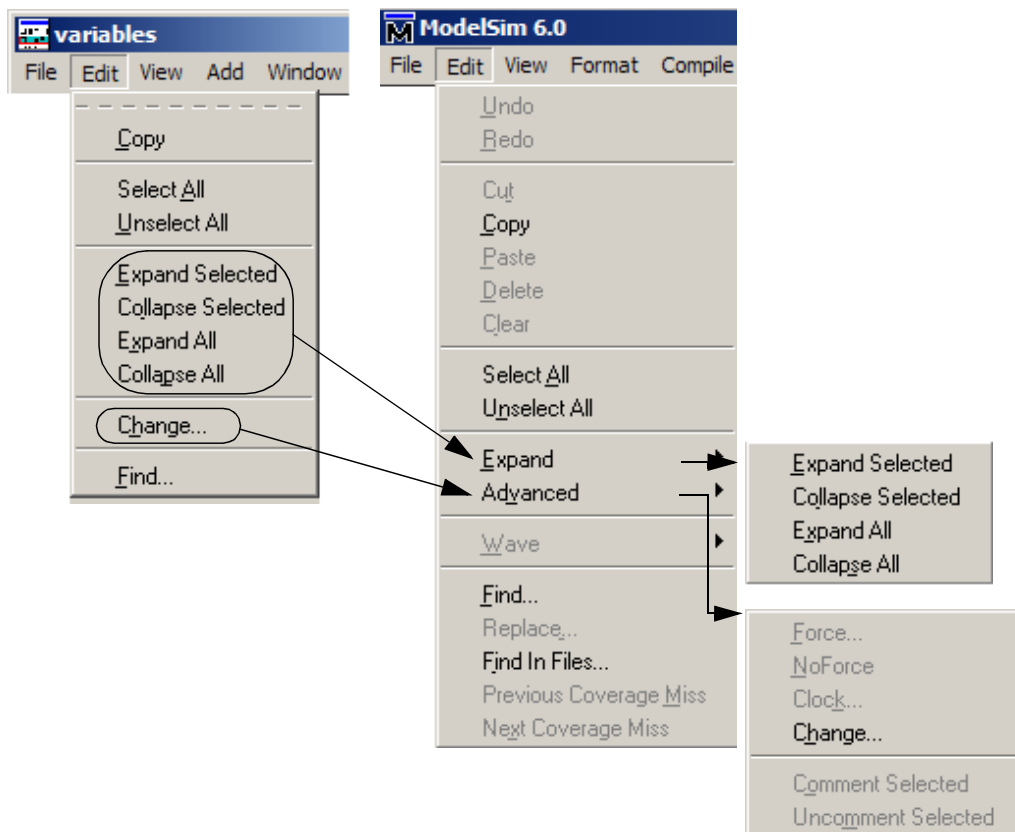 variables
File Edit View Add Window
Copy
Select All
Unselect All
Expand Selected
Collapse Selected
Expand All
Collapse All
Change...
Find...
ModelSim 6.0
File Edit View Format Compile
Undo
Redo
Cut
Copy
Paste
Delete
Clear
Select All
Unselect All
Expand
Advanced
Wave
Find...
Replace...
Find In Files...
Previous Coverage Miss
Next Coverage Miss
Expand Selected
Collapse Selected
Expand All
Collapse All
Force...
NoForce
Clock...
Change...
Comment Selected
Uncomment Selected